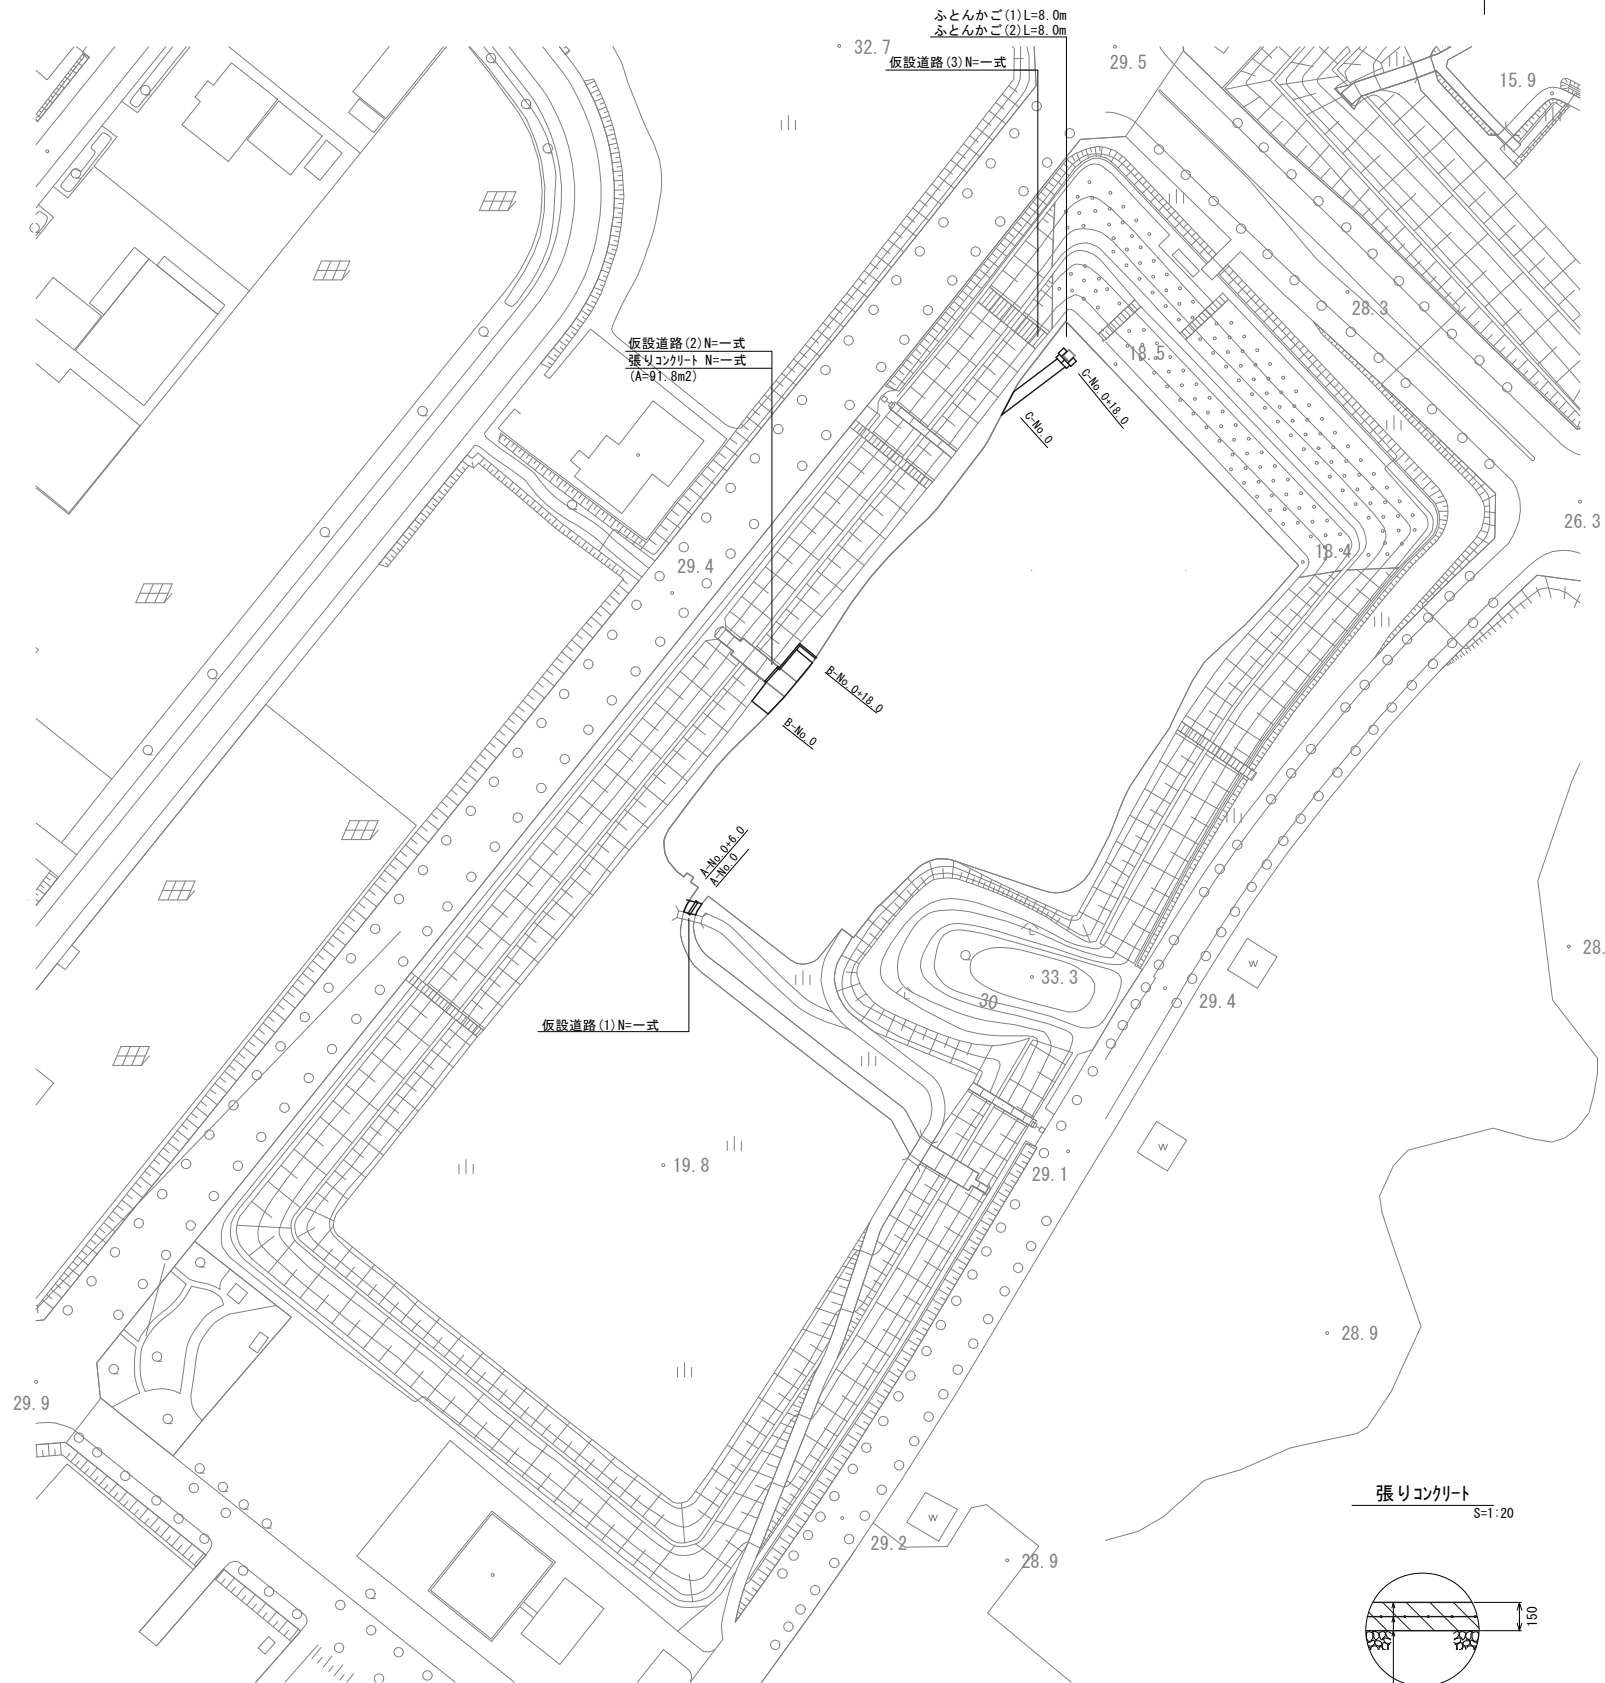 ふとんかご(1)L=8.0m
ふとんかご(2)L=8.0m
仮設道路(3)N=一式
32.7
29.5
15.9
28.3
18.5
仮設道路(2)N=一式
張りコンクリート N=一式
(A=91.8m2)
C-No.0+18.0
C-No.0
26.3
18.4
29.4
B-No.0+18.0
B-No.0
A-No.0+6.0
A-No.0
W
28.
33.3
30
29.4
仮設道路(1)N=一式
W
19.8
29.1
28.9
29.9
張りコンクリート
S=1:20
W
29.2
28.9
150